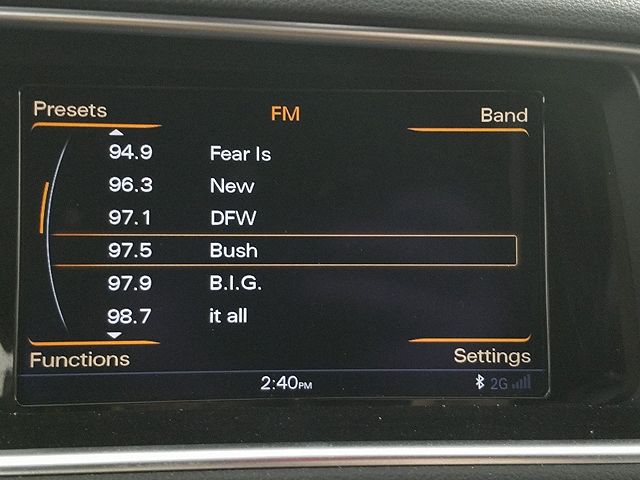 Presets FM Band
94.9 Fear Is
96.3 New
97.1 DFW
97.5 Bush
97.9 B.I.G.
98.7 it all
Functions Settings
2:40PM 2G